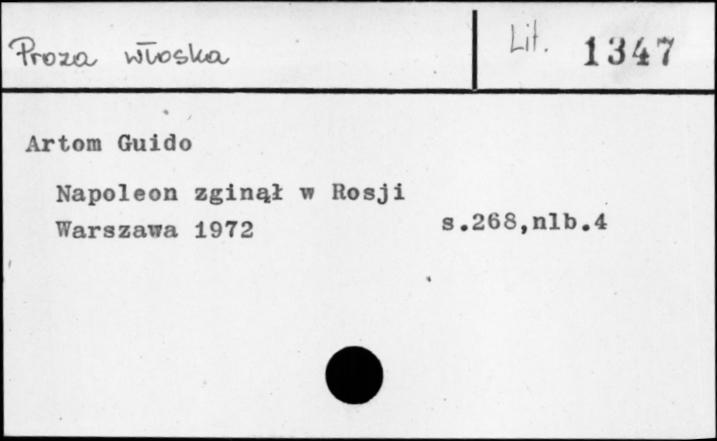 Proza włoska
Lit. 1347
Artom Guido
Napoleon zginął w Rosji
Warszawa 1972 s.268,nlb.4